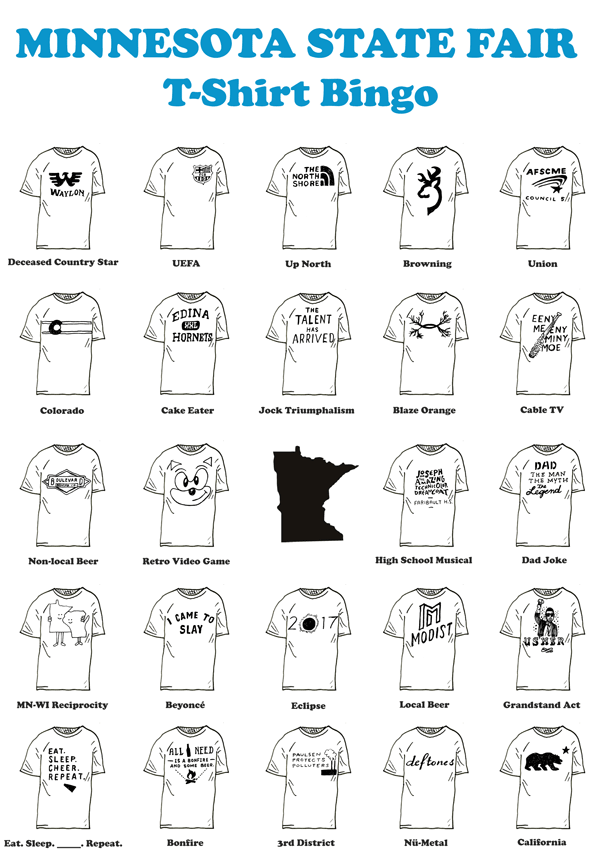 MINNESOTA STATE FAIR
T-Shirt Bingo
WAYLON
THE
NORTH
SHORE
AFSCME
COUNCIL 5
Deceased Country Star
UEFA
Up North
Browning
Union
EDINA
HORNETS
THE
TALENT
HAS
ARRIVED
EENY
MEENY
MINY
MOE
Colorado
Cake Eater
Jock Triumphalism
Blaze Orange
Cable TV
BOULEVARD
JOSEPH
AND THE
AMAZING
TECHNICOLOR
DREAMCOAT
FARIBAULT H.S.
DAD
THE MAN
THE MYTH
the
Legend
Non-local Beer
Retro Video Game
High School Musical
Dad Joke
I CAME TO
SLAY
2017
M
MODIST
USHER
MN-WI Reciprocity
Beyoncé
Eclipse
Local Beer
Grandstand Act
EAT.
SLEEP.
CHEER.
REPEAT.
ALL I NEED
IS A BONFIRE
AND SOME BEER.
PAULSEN
PROTECTS
POLLUTERS
deftones
Eat. Sleep. _____. Repeat.
Bonfire
3rd District
Nü-Metal
California